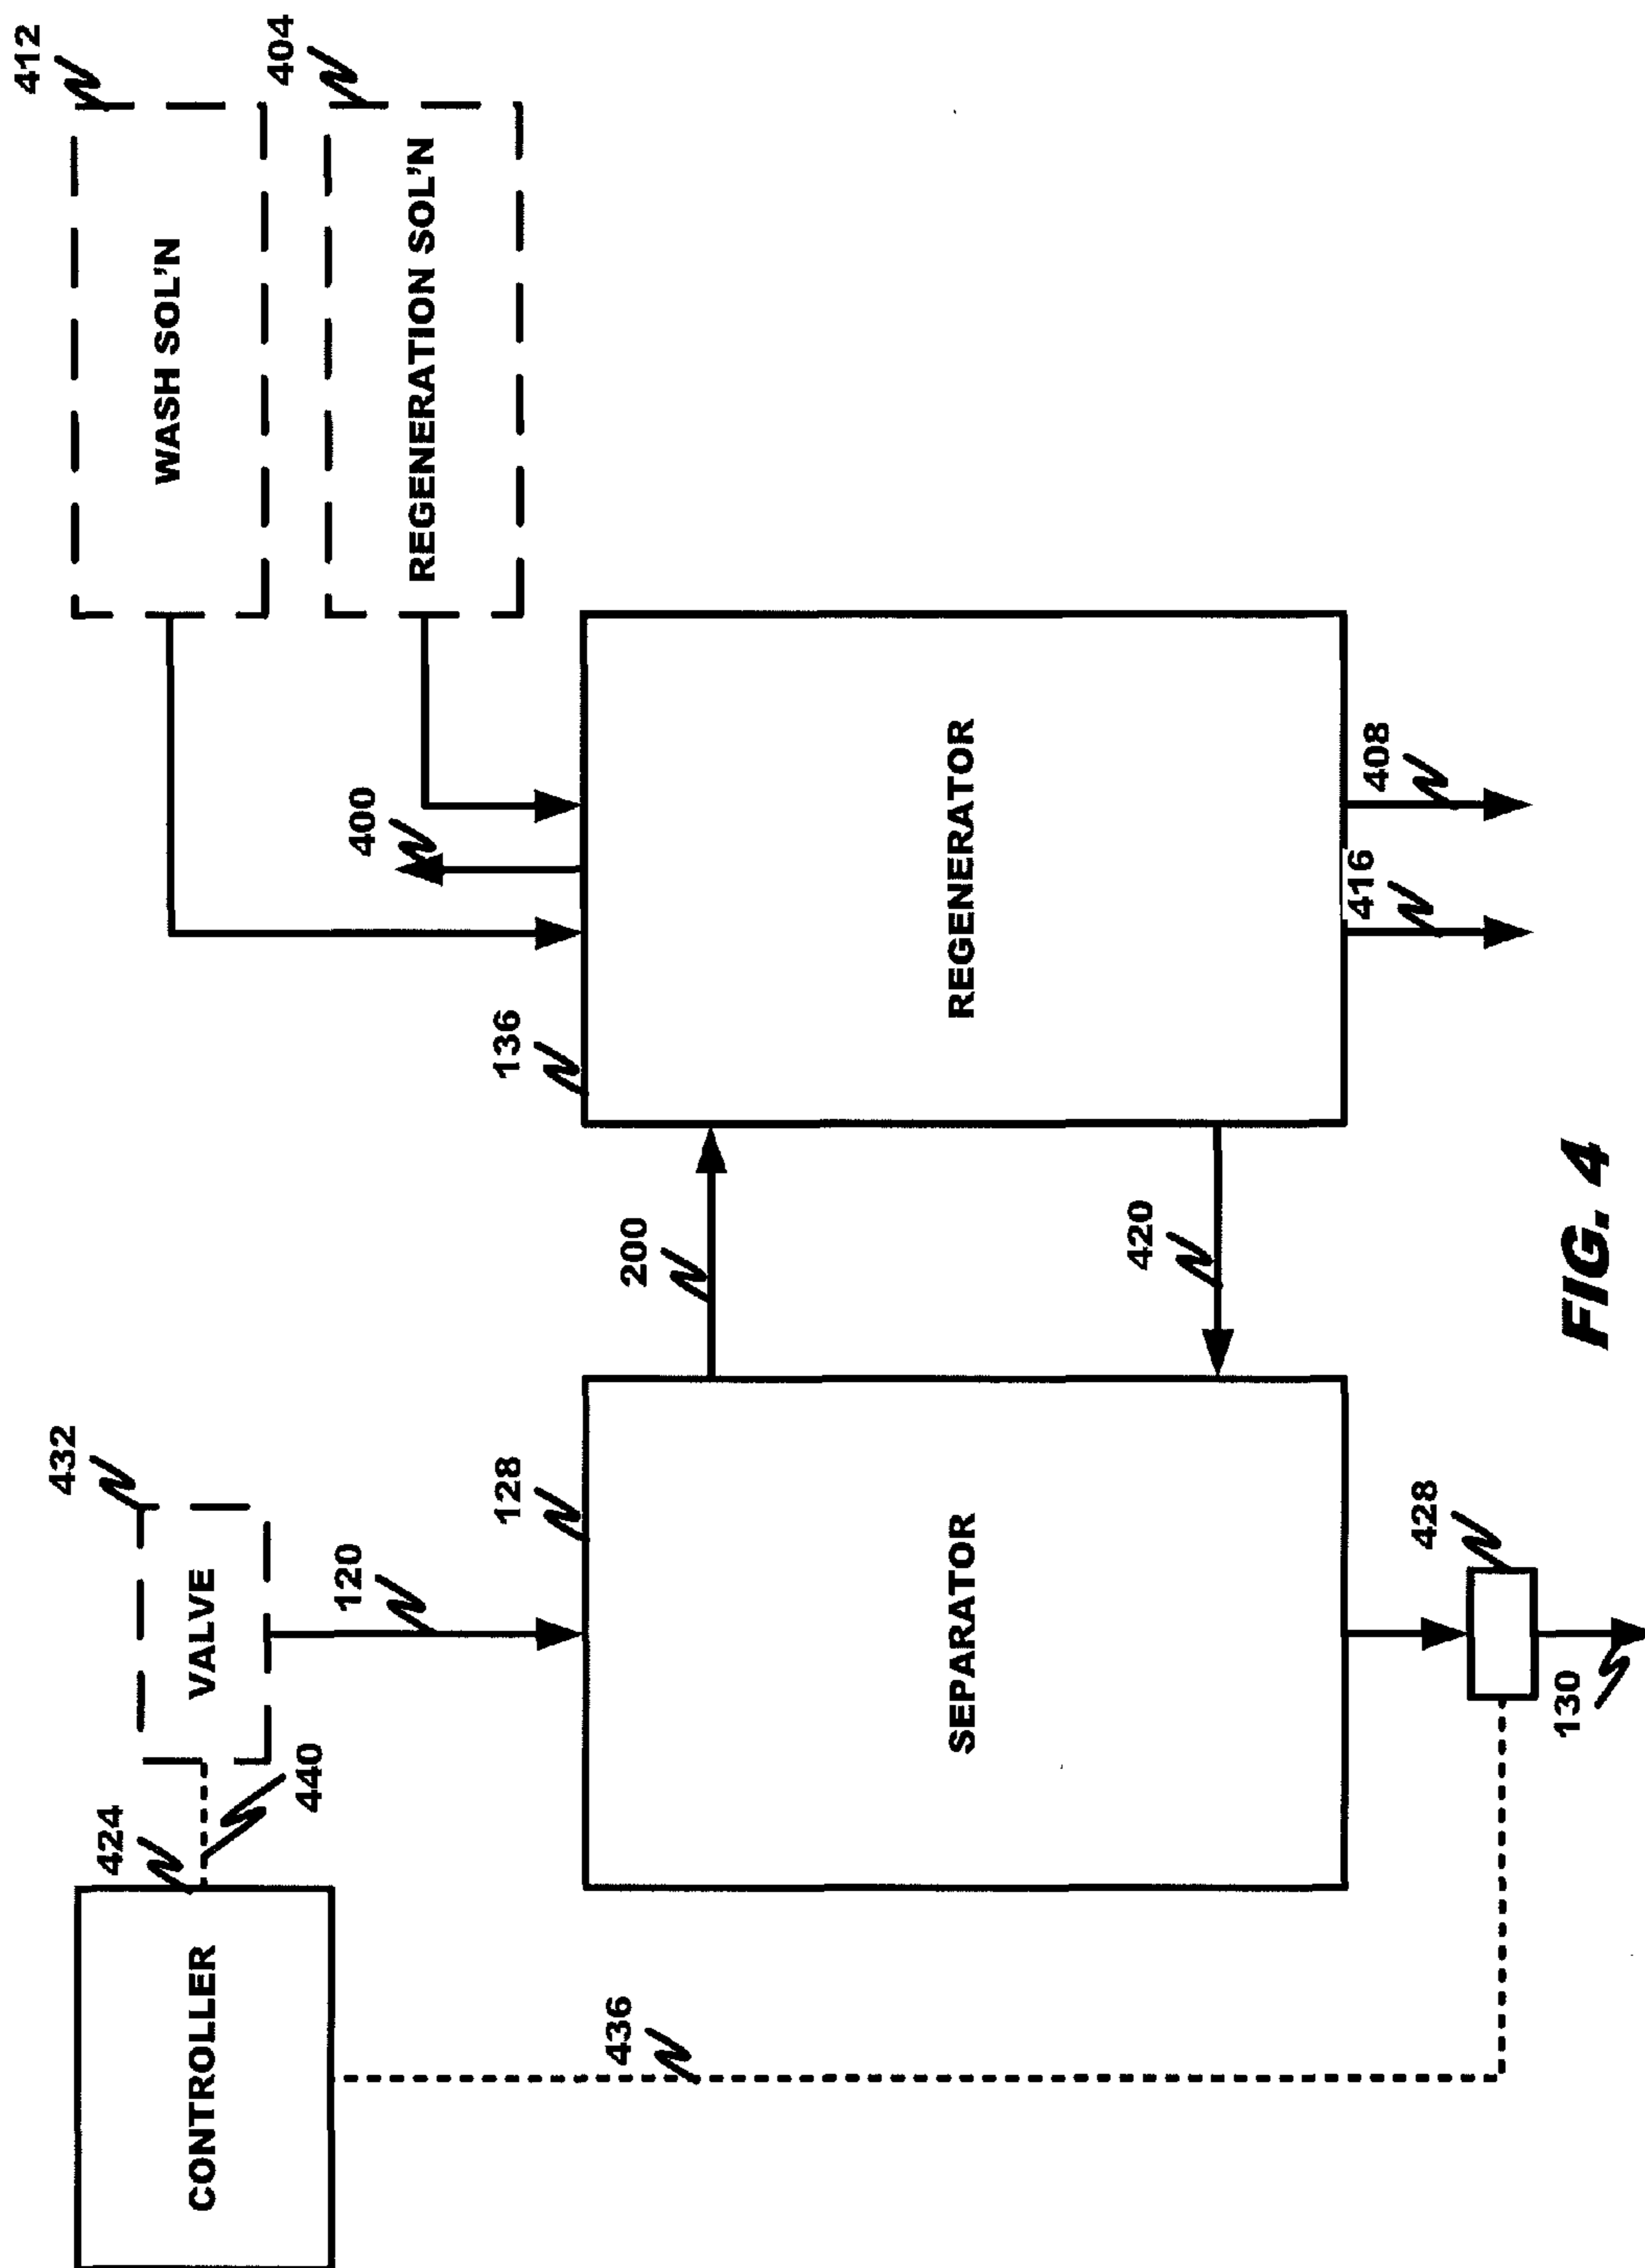 412
WASH SOL'N
404
REGENERATION SOL'N
400
136
REGENERATOR
408
416
200
420
432
VALVE
120
440
424
CONTROLLER
128
SEPARATOR
428
130
436
FIG. 4